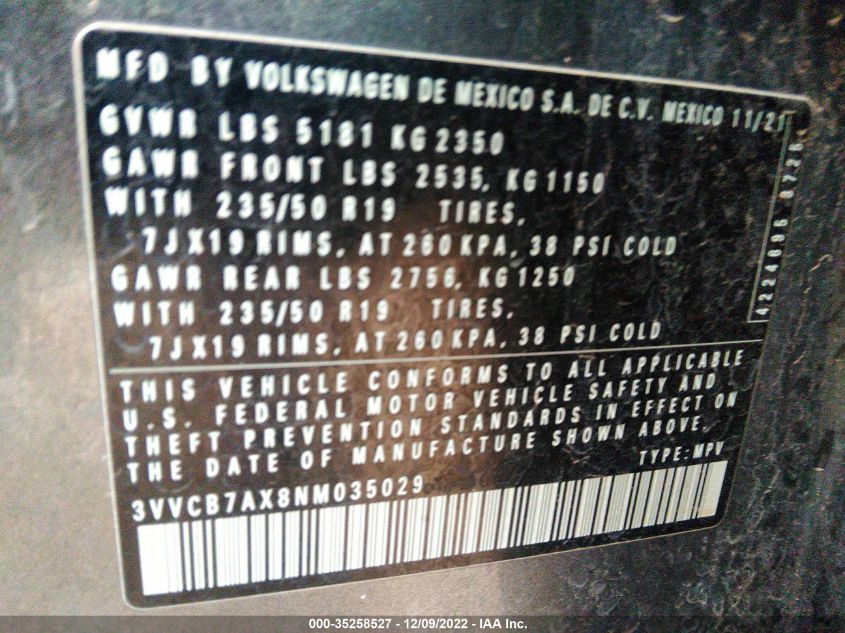 MFD BY VOLKSWAGEN DE MEXICO S.A. DE C.V. MEXICO 11/21
GVWR LBS 5181 KG 2350
GAWR FRONT LBS 2535, KG 1150
WITH 235/50 R19 TIRES,
7JX19 RIMS, AT 260 KPA, 38 PSI COLD
GAWR REAR LBS 2756, KG 1250
WITH 235/50 R19 TIRES,
7JX19 RIMS, AT 260 KPA, 38 PSI COLD
THIS VEHICLE CONFORMS TO ALL APPLICABLE
U.S. FEDERAL MOTOR VEHICLE SAFETY AND
THEFT PREVENTION STANDARDS IN EFFECT ON
THE DATE OF MANUFACTURE SHOWN ABOVE.
TYPE: MPV
3VVCB7AX8NM035029
000-35258527 - 12/09/2022 - IAA Inc.